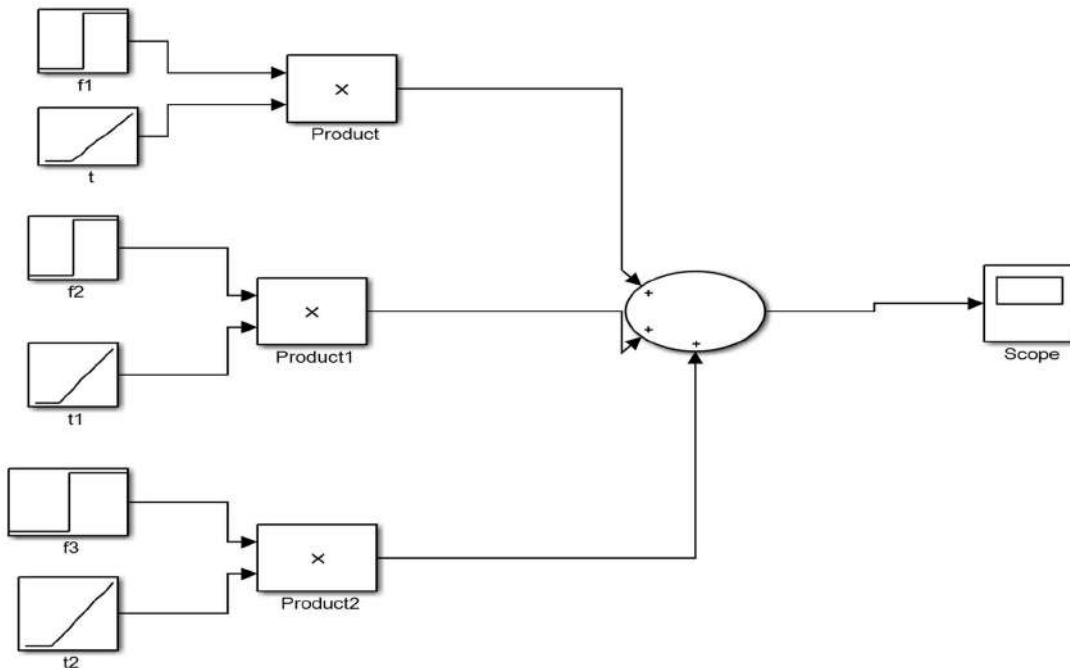 f1
×
Product
t
f2
×
Product1
t1
+
+
+
Scope
f3
×
Product2
t2